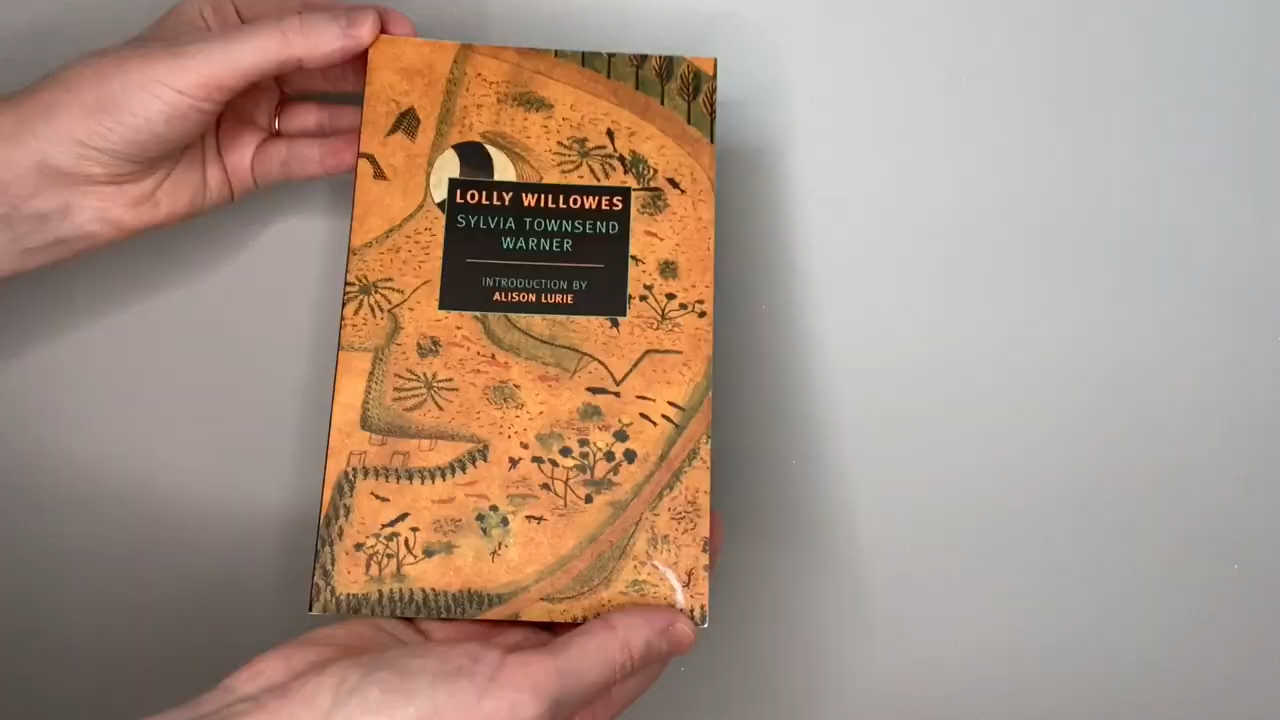 LOLLY WILLOWES
SYLVIA TOWNSEND
WARNER
INTRODUCTION BY
ALISON LURIE